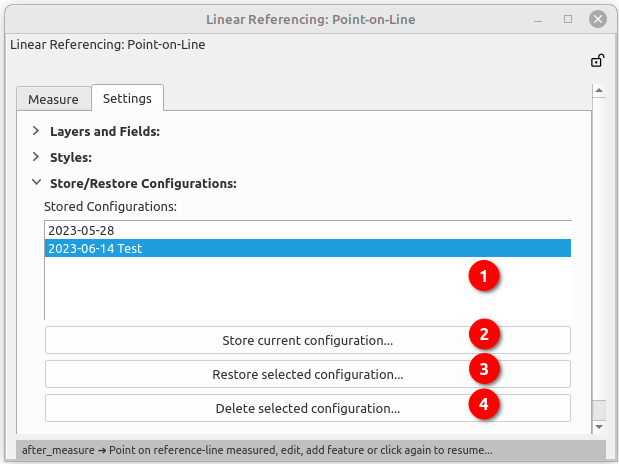 Linear Referencing: Point-on-Line
Linear Referencing: Point-on-Line
Measure
Settings
Layers and Fields:
Styles:
Store/Restore Configurations:
Stored Configurations:
2023-05-28
2023-06-14 Test
1
Store current configuration...
2
Restore selected configuration...
3
Delete selected configuration...
4
after_measure ➜ Point on reference-line measured, edit, add feature or click again to resume...